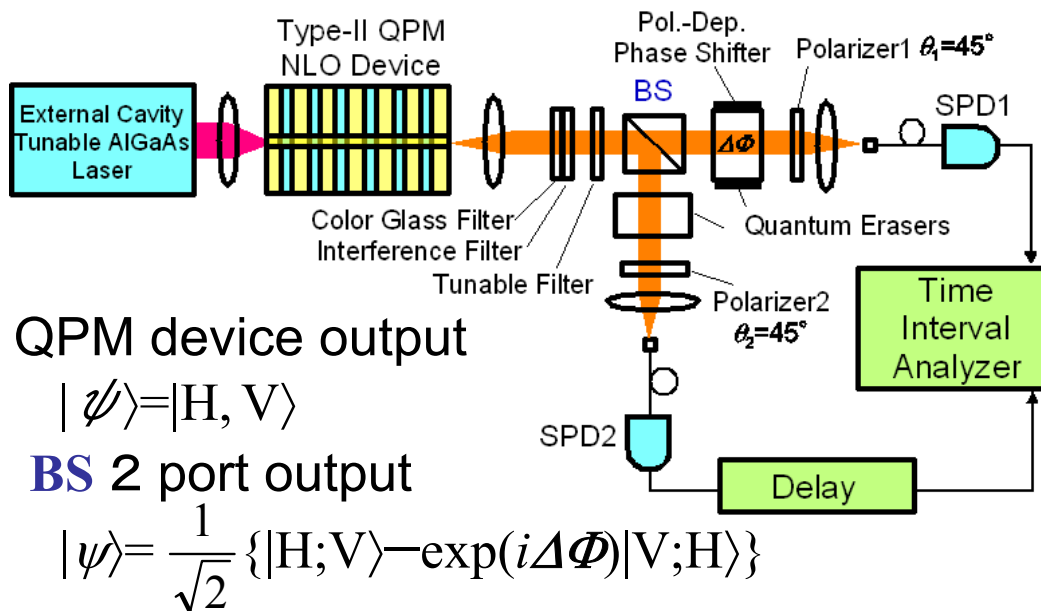 Type-II QPM
NLO Device
Pol.-Dep.
Phase Shifter
Polarizer1 θ₁=45°
BS
SPD1
External Cavity
Tunable AlGaAs
Laser
ΔΦ
Color Glass Filter
Interference Filter
Tunable Filter
Quantum Erasers
Polarizer2
θ₂=45°
Time
Interval
Analyzer
SPD2
Delay
QPM device output
|ψ⟩=|H, V⟩
BS 2 port output
|ψ⟩= 1/√2 {|H;V⟩−exp(iΔΦ)|V;H⟩}